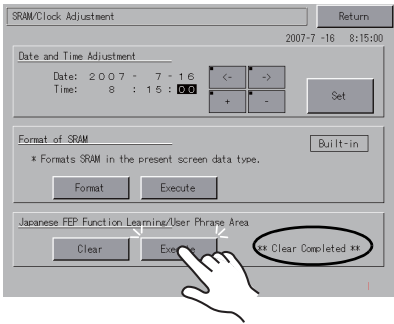 SRAM/Clock Adjustment
Return
2007-7 -16 8:15:00
Date and Time Adjustment
Date: 2007 - 7 - 16
Time: 8 : 15 : 00
<- ->
+ -
Set
Format of SRAM
Built-in
* Formats SRAM in the present screen data type.
Format Execute
Japanese FEP Function Learning/User Phrase Area
Clear Execute ** Clear Completed **